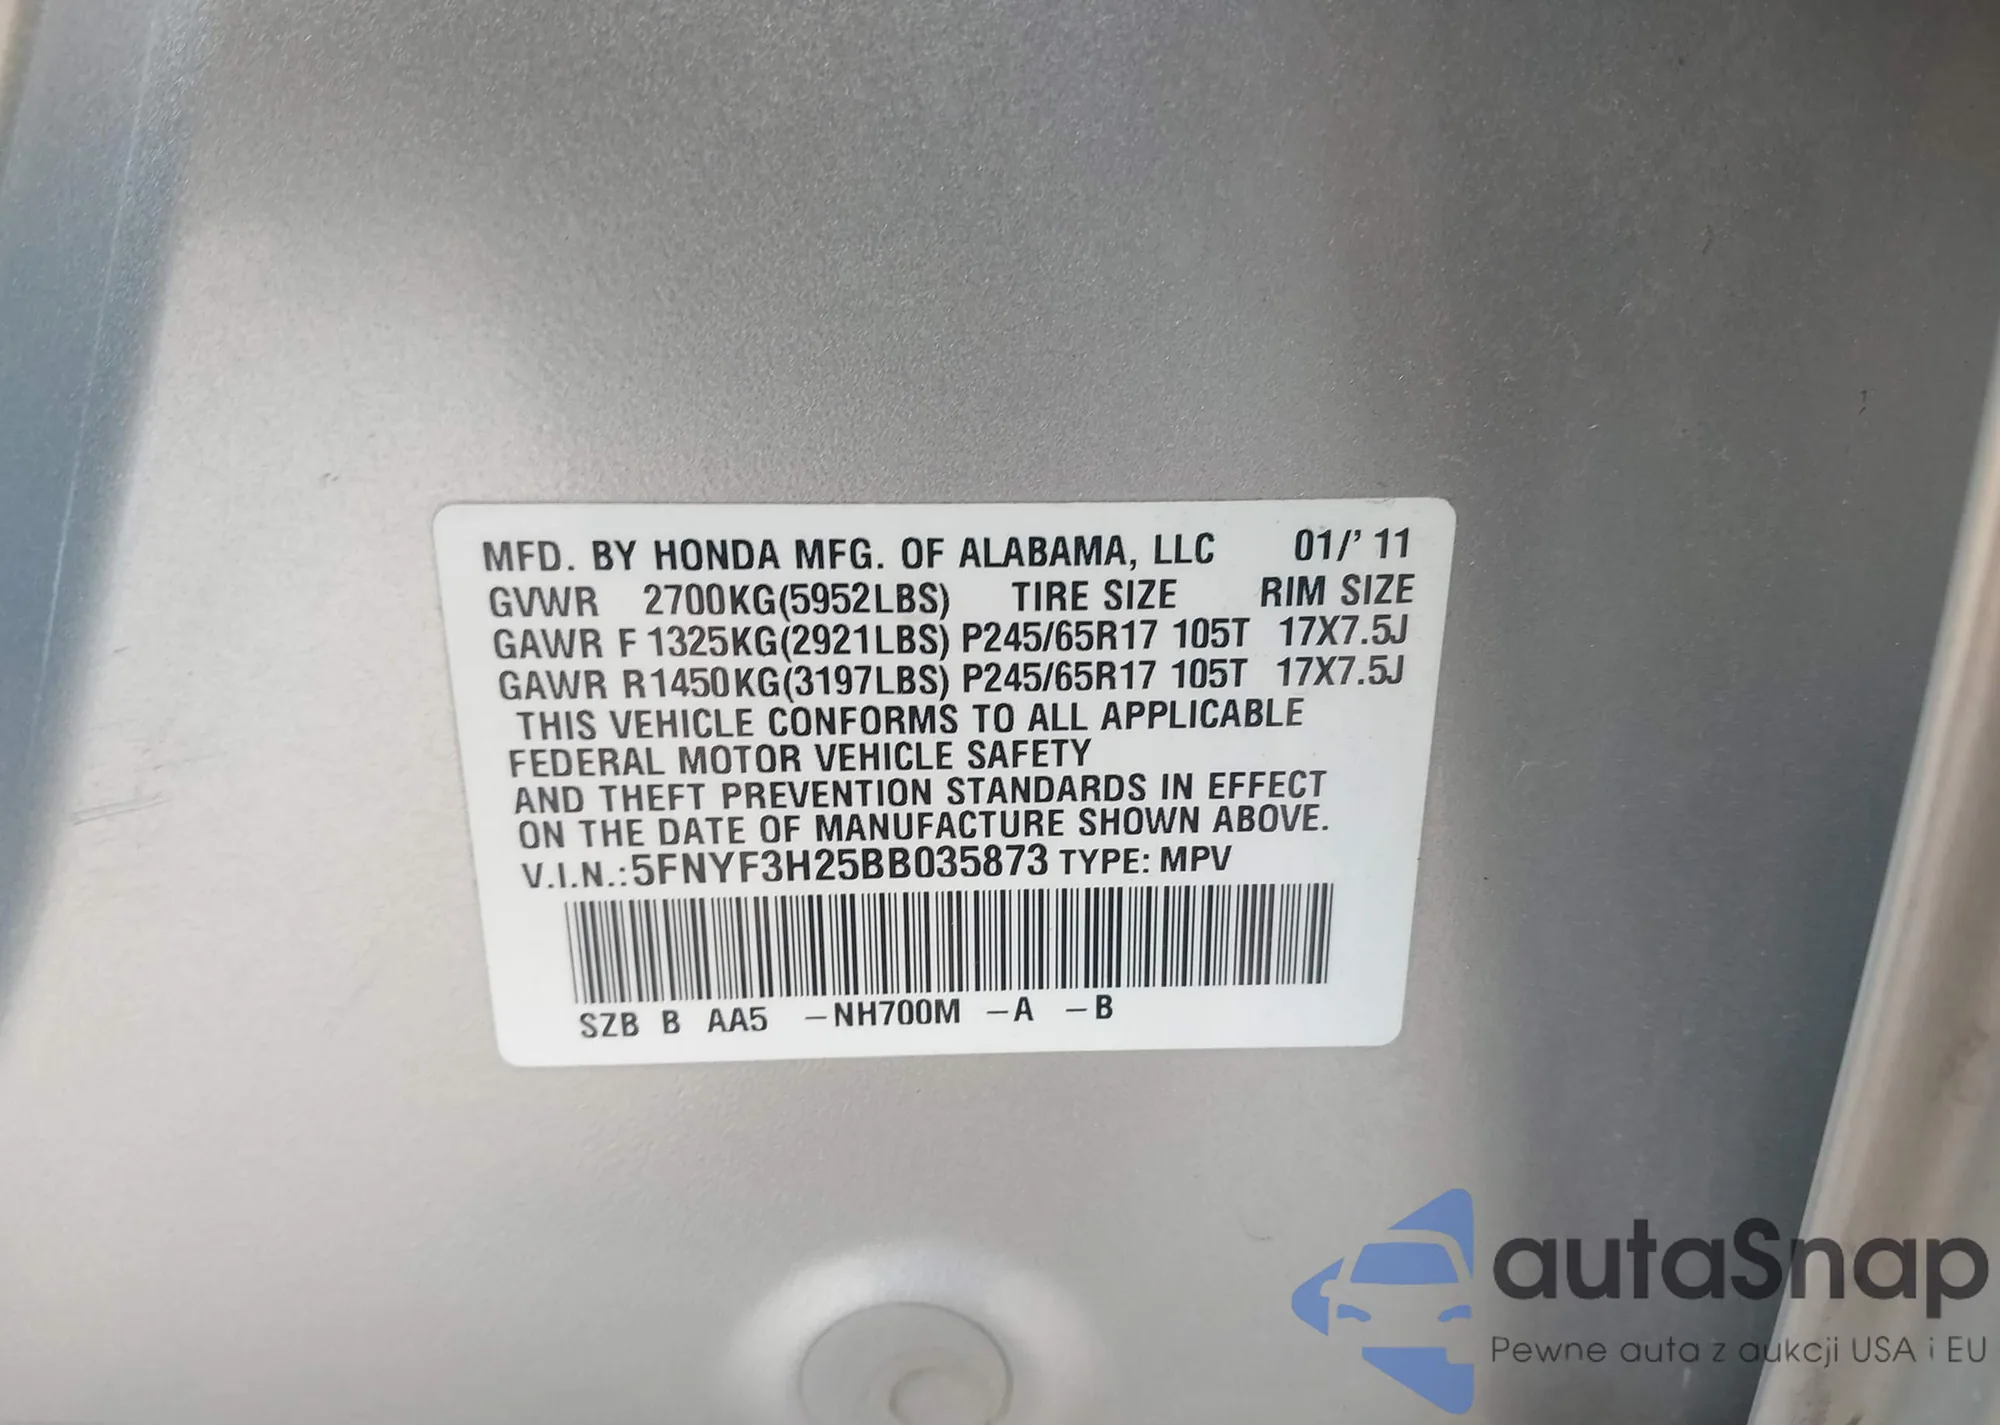 MFD. BY HONDA MFG. OF ALABAMA, LLC 01/'11
GVWR 2700KG(5952LBS) TIRE SIZE RIM SIZE
GAWR F 1325KG(2921LBS) P245/65R17 105T 17X7.5J
GAWR R1450KG(3197LBS) P245/65R17 105T 17X7.5J
THIS VEHICLE CONFORMS TO ALL APPLICABLE
FEDERAL MOTOR VEHICLE SAFETY
AND THEFT PREVENTION STANDARDS IN EFFECT
ON THE DATE OF MANUFACTURE SHOWN ABOVE.
V.I.N.:5FNYF3H25BB035873 TYPE: MPV
SZB B AA5 –NH700M –A –B
autaSnap
Pewne auta z aukcji USA i EU